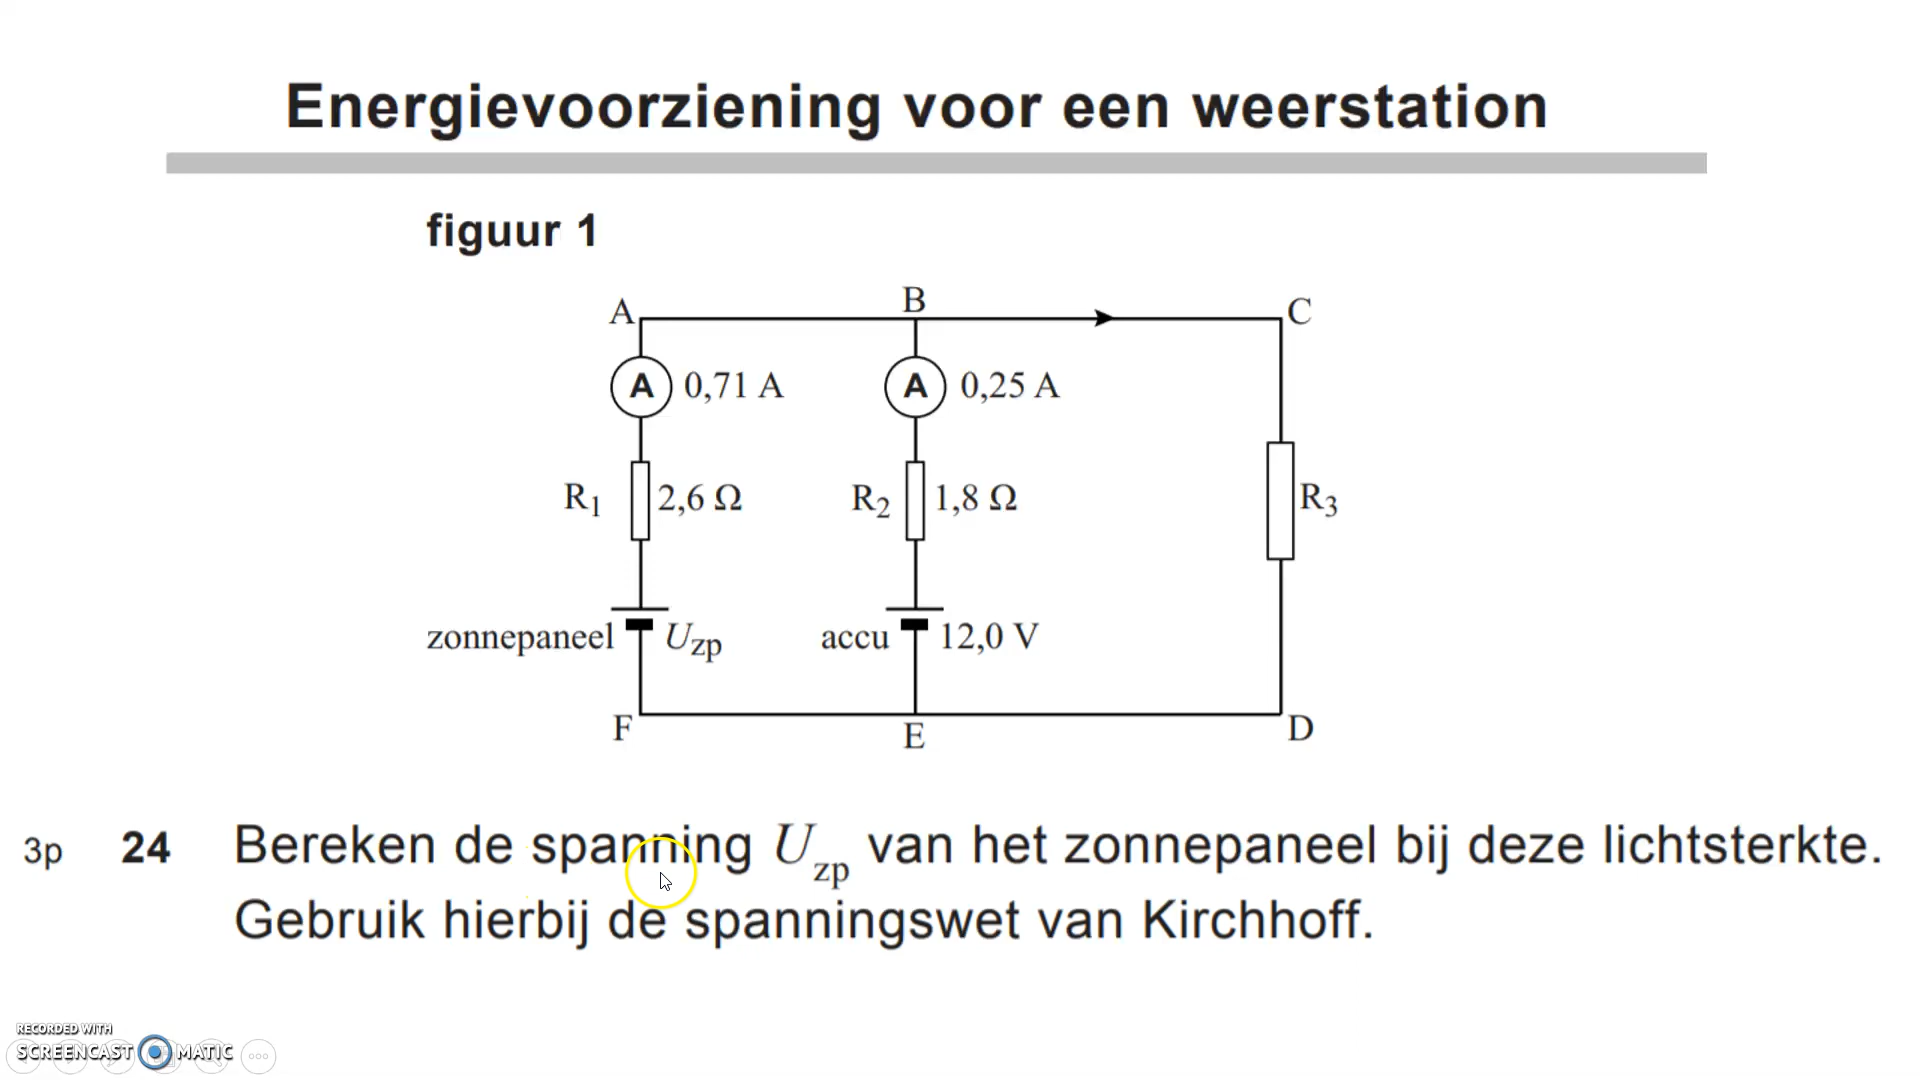 Energievoorziening voor een weerstation
figuur 1
A
B
C
A 0,71 A
A 0,25 A
R1 2,6 Ω
R2 1,8 Ω
R3
zonnepaneel Uzp
accu 12,0 V
F
E
D
3p 24 Bereken de spanning Uzp van het zonnepaneel bij deze lichtsterkte.
Gebruik hierbij de spanningswet van Kirchhoff.
RECORDED WITH
SCREENCAST MATIC